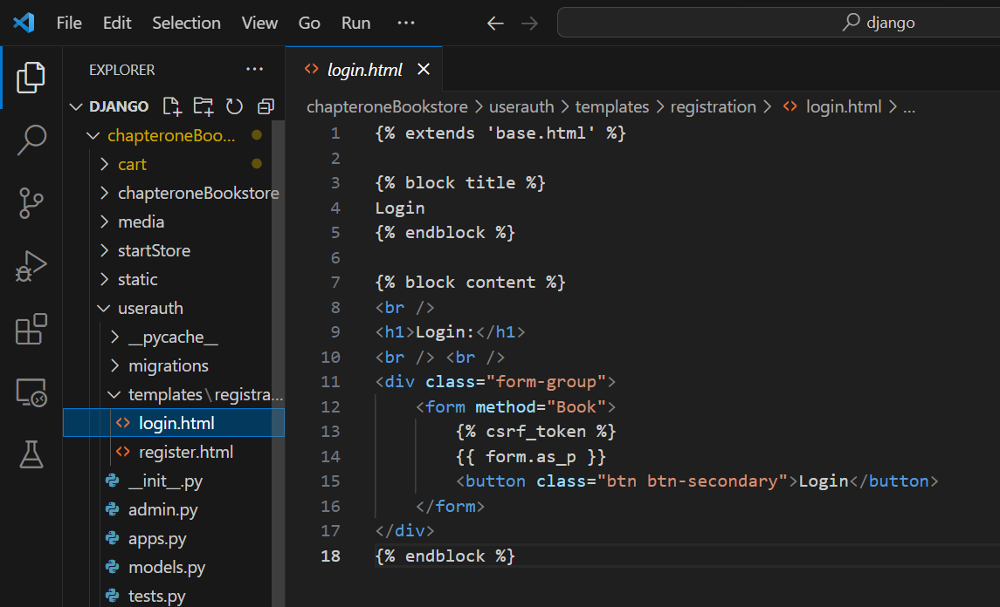 File Edit Selection View Go Run ... django
EXPLORER ...
DJANGO
chapteroneBoo...
cart
chapteroneBookstore
media
startStore
static
userauth
__pycache__
migrations
templates\registra...
login.html
register.html
__init__.py
admin.py
apps.py
models.py
tests.py
login.html
chapteroneBookstore > userauth > templates > registration > login.html > ...
1 {% extends 'base.html' %}
2
3 {% block title %}
4 Login
5 {% endblock %}
6
7 {% block content %}
8 <br />
9 <h1>Login:</h1>
10 <br /> <br />
11 <div class="form-group">
12 <form method="Book">
13 {% csrf_token %}
14 {{ form.as_p }}
15 <button class="btn btn-secondary">Login</button>
16 </form>
17 </div>
18 {% endblock %}